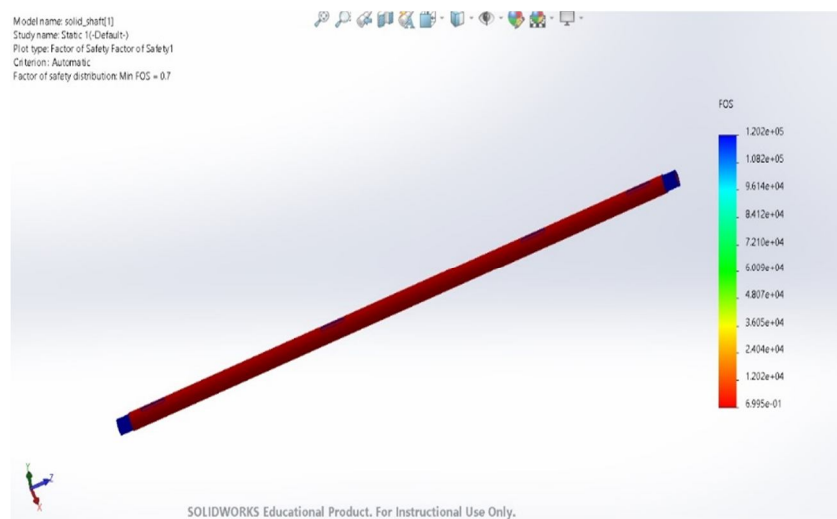 Model name: solid_shaft[1]
Study name: Static 1(-Default-)
Plot type: Factor of Safety Factor of Safety1
Criterion: Automatic
Factor of safety distribution: Min FOS = 0.7
FOS
1.202e+05
1.082e+05
9.614e+04
8.412e+04
7.210e+04
6.009e+04
4.807e+04
3.605e+04
2.404e+04
1.202e+04
6.995e-01
Y
Z
X
SOLIDWORKS Educational Product. For Instructional Use Only.